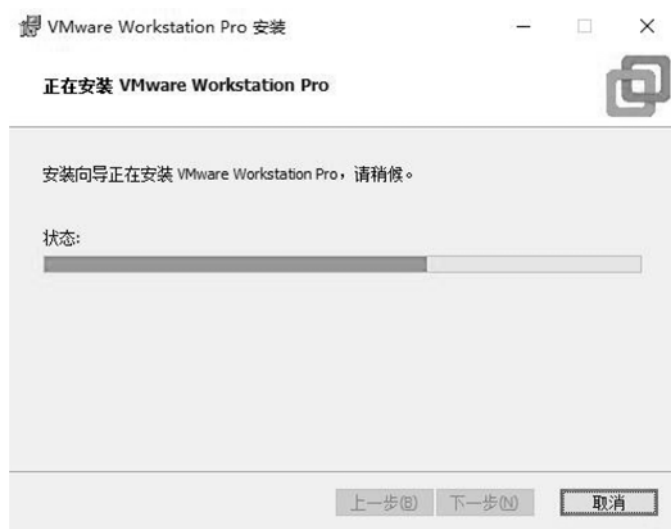 VMware Workstation Pro 安装
正在安装 VMware Workstation Pro
安装向导正在安装 VMware Workstation Pro，请稍候。
状态:
上一步(B) 下一步(N) 取消